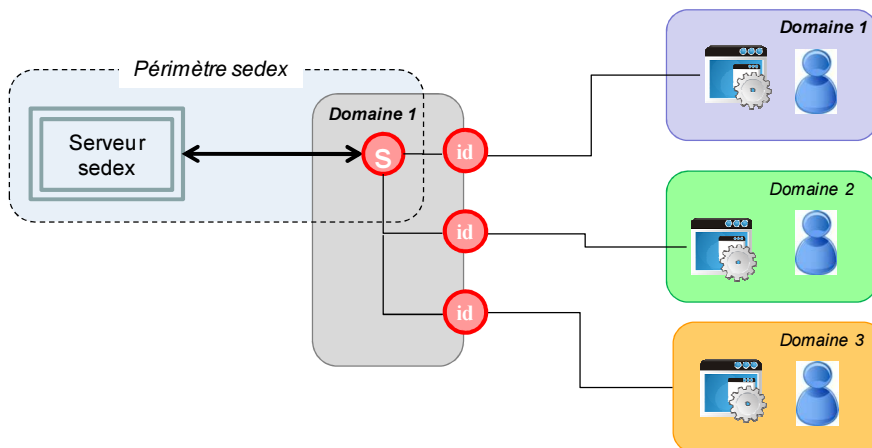 Domaine 1
Périmètre sedex
Domaine 1
Serveur
sedex
S
id
Domaine 2
id
id
Domaine 3